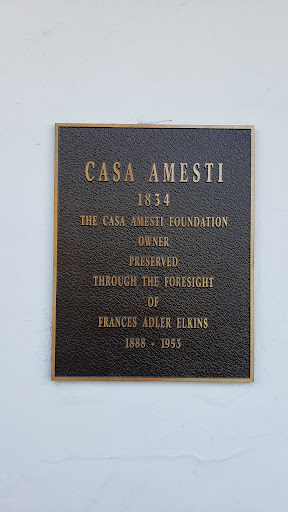 CASA AMESTI
1834
THE CASA AMESTI FOUNDATION
OWNER
PRESERVED
THROUGH THE FORESIGHT
OF
FRANCES ADLER ELKINS
1888 - 1953